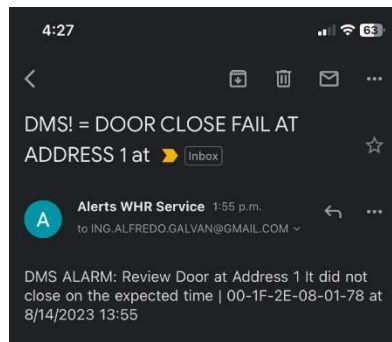 4:27
63
DMS! = DOOR CLOSE FAIL AT
ADDRESS 1 at Inbox
A
Alerts WHR Service 1:55 p.m.
to ING.ALFREDO.GALVAN@GMAIL.COM
DMS ALARM: Review Door at Address 1 It did not
close on the expected time | 00-1F-2E-08-01-78 at
8/14/2023 13:55